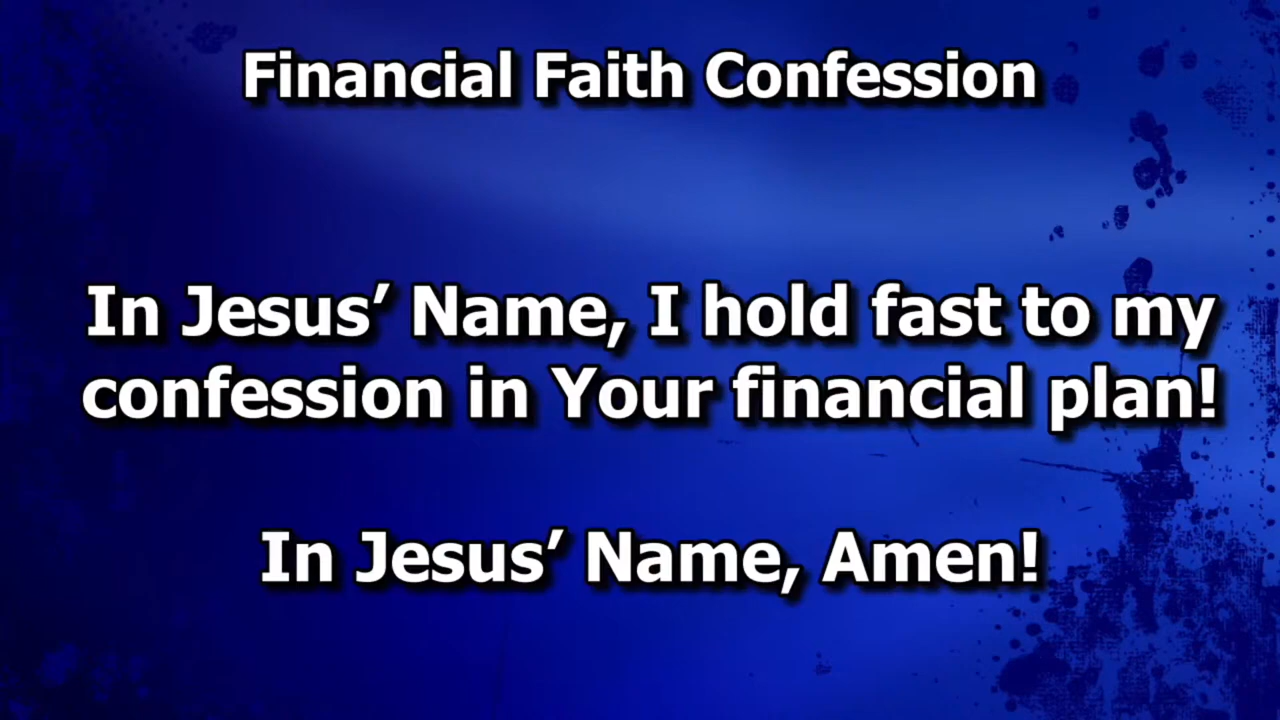 Financial Faith Confession
In Jesus’ Name, I hold fast to my
confession in Your financial plan!
In Jesus’ Name, Amen!